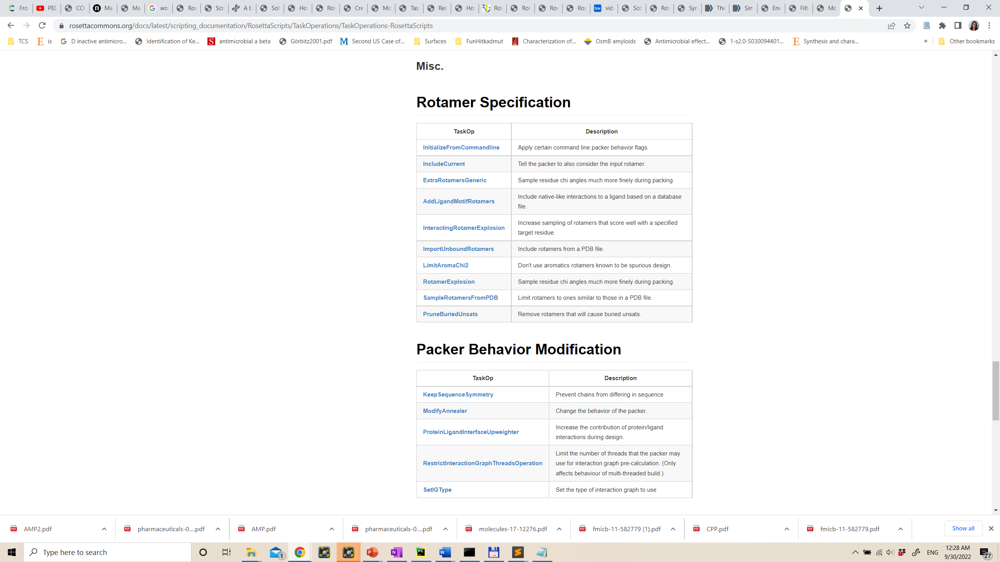 Fro
PED
CCC
Ma
Ma
wo
Ros
Scri
A b
Sol
Ho
Ros
Cre
Mo
Tas
Res
Ho
Ros
Ros
Ros
Ros
vid
Sco
Ros
Syn
The
Sim
Ene
Filt
Mo
rosettacommons.org/docs/latest/scripting_documentation/RosettaScripts/TaskOperations/TaskOperations-RosettaScripts
TCS
is
D inactive antimicro...
Identification of Ke...
antimicrobial a beta
Görbitz2001.pdf
Second US Case of...
Surfaces
FunHitkadmut
Characterization of...
OsmB amyloids
Antimicrobial effect...
1-s2.0-S030094401...
Synthesis and chara...
»
Other bookmarks
Misc.
Rotamer Specification
TaskOp Description
InitializeFromCommandline Apply certain command line packer behavior flags.
IncludeCurrent Tell the packer to also consider the input rotamer.
ExtraRotamersGeneric Sample residue chi angles much more finely during packing.
AddLigandMotifRotamers Include native-like interactions to a ligand based on a database
file.
InteractingRotamerExplosion Increase sampling of rotamers that score well with a specified
target residue.
ImportUnboundRotamers Include rotamers from a PDB file.
LimitAromaChi2 Don't use aromatics rotamers known to be spurious design.
RotamerExplosion Sample residue chi angles much more finely during packing.
SampleRotamersFromPDB Limit rotamers to ones similar to those in a PDB file.
PruneBuriedUnsats Remove rotamers that will cause buried unsats.
Packer Behavior Modification
TaskOp Description
KeepSequenceSymmetry Prevent chains from differing in sequence
ModifyAnnealer Change the behavior of the packer.
ProteinLigandInterfaceUpweighter Increase the contribution of protein/ligand
interactions during design.
RestrictInteractionGraphThreadsOperation Limit the number of threads that the packer may
use for interaction graph pre-calculation. (Only
affects behaviour of multi-threaded build.)
SetIGType Set the type of interaction graph to use
AMP2.pdf
pharmaceuticals-0....pdf
AMP.pdf
pharmaceuticals-0....pdf
molecules-17-12276.pdf
fmicb-11-582779 (1).pdf
CPP.pdf
fmicb-11-582779.pdf
Show all
Type here to search
1
ENG
12:28 AM
9/30/2022
27